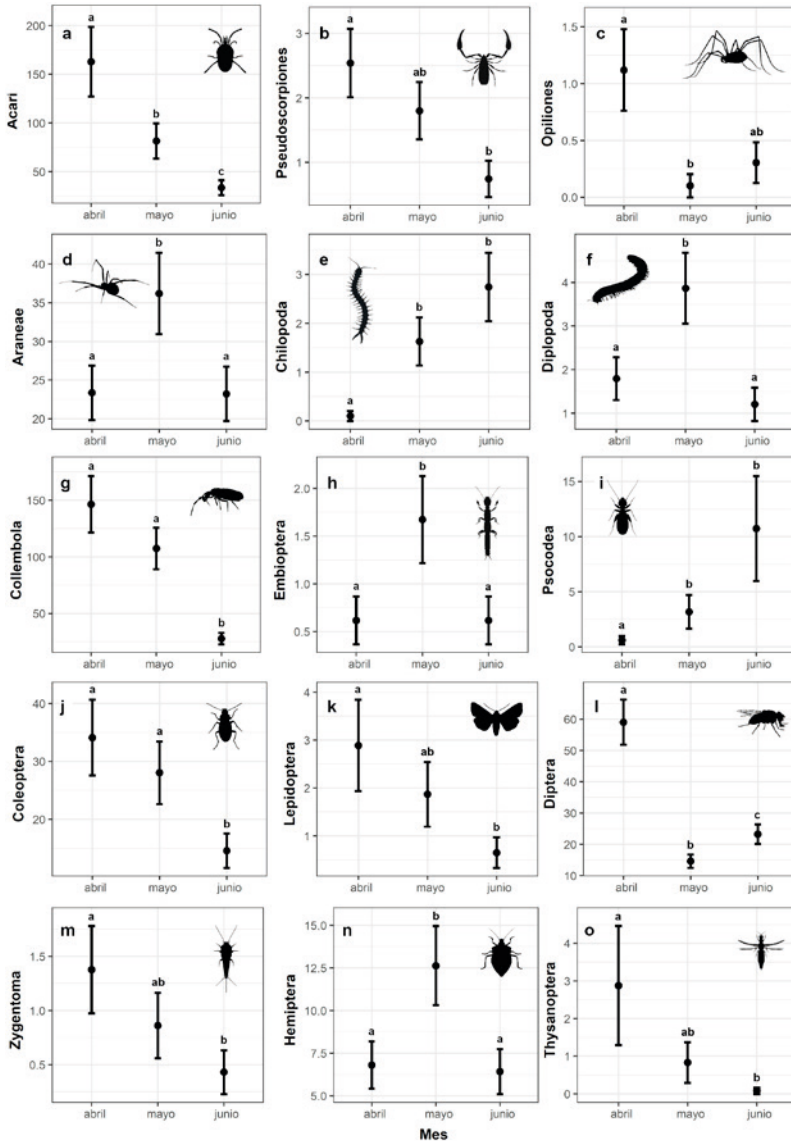 a
Acari
200
150
100
50
a
b
c
abril
mayo
junio
b
Pseudoscorpiones
3
2
1
a
ab
b
abril
mayo
junio
c
Opiliones
1.5
1.0
0.5
0.0
a
b
ab
abril
mayo
junio
d
Araneae
40
35
30
25
20
a
b
a
abril
mayo
junio
e
Chilopoda
3
2
1
0
a
b
b
abril
mayo
junio
f
Diplopoda
4
3
2
1
a
b
a
abril
mayo
junio
g
Collembola
150
100
50
a
a
b
abril
mayo
junio
h
Embioptera
2.0
1.5
1.0
0.5
a
b
a
abril
mayo
junio
i
Psocodea
15
10
5
0
a
b
b
abril
mayo
junio
j
Coleoptera
40
30
20
a
a
b
abril
mayo
junio
k
Lepidoptera
4
3
2
1
a
ab
b
abril
mayo
junio
l
Diptera
60
50
40
30
20
10
a
b
c
abril
mayo
junio
m
Zygentoma
1.5
1.0
0.5
a
ab
b
abril
mayo
junio
n
Hemiptera
15.0
12.5
10.0
7.5
5.0
a
b
a
abril
mayo
junio
o
Thysanoptera
4
3
2
1
0
a
ab
b
abril
mayo
junio
Mes